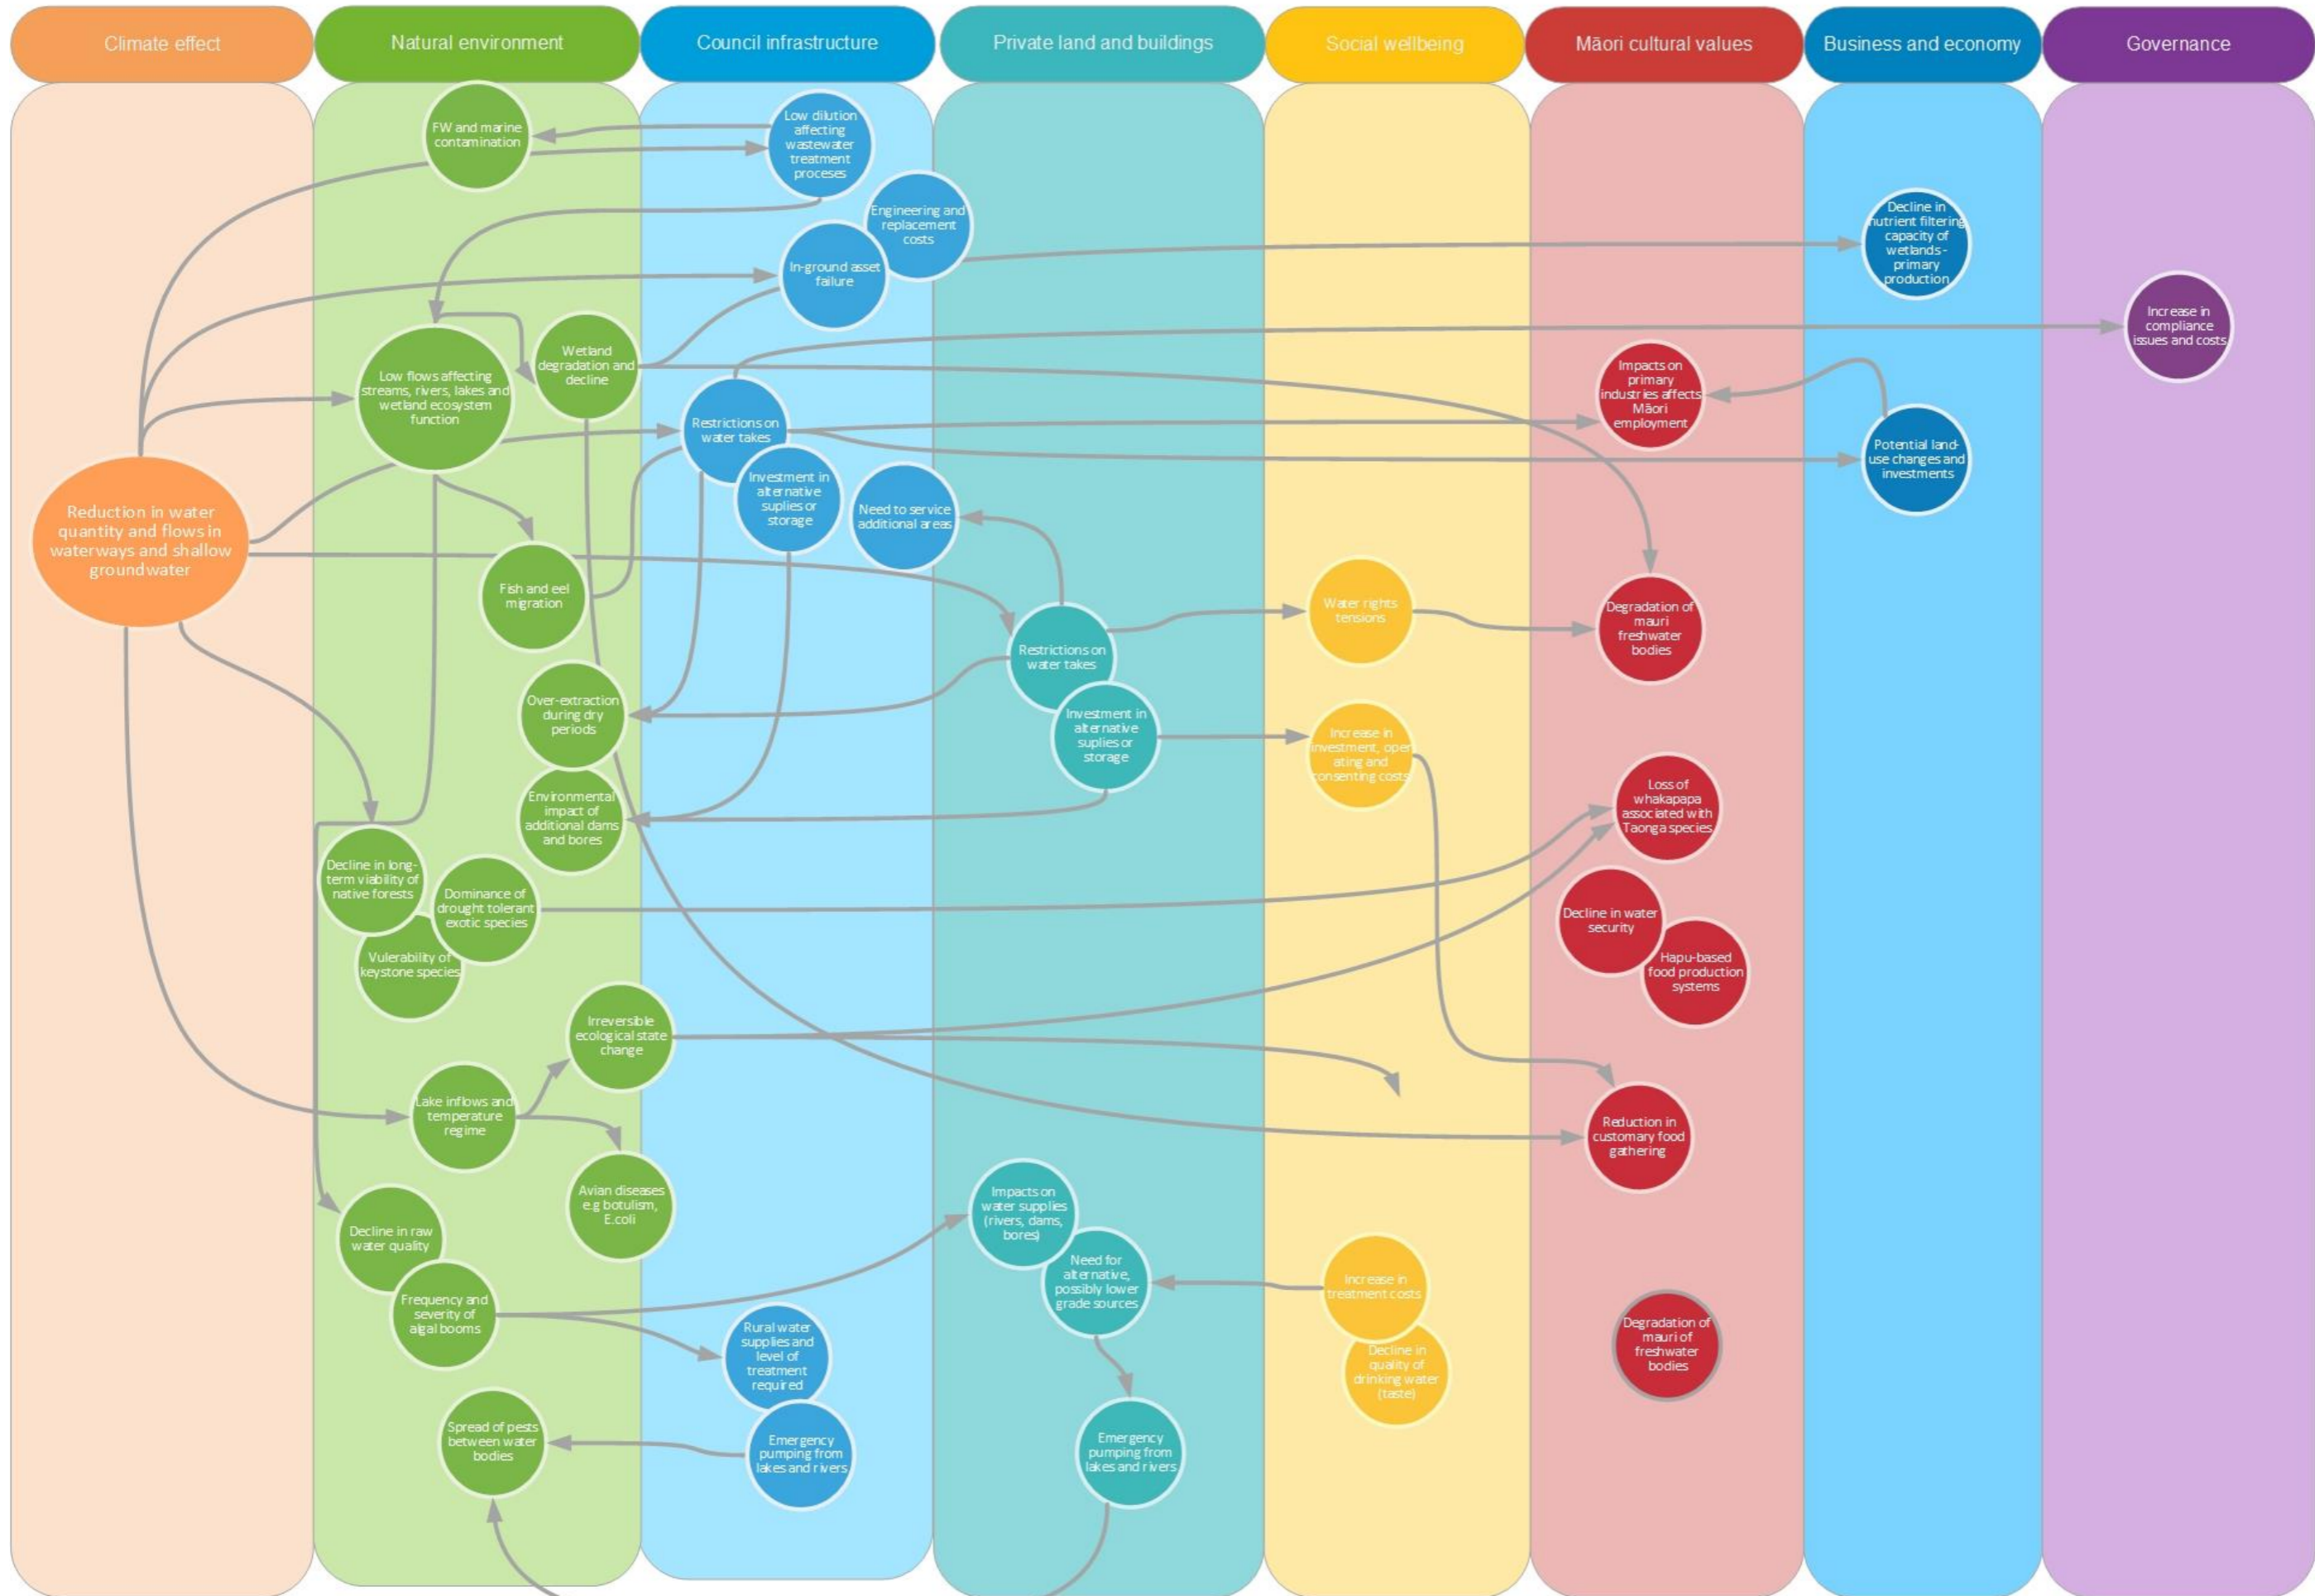 Climate effect
Natural environment
Council infrastructure
Private land and buildings
Social wellbeing
Māori cultural values
Business and economy
Governance
Reduction in water
quantity and flows in
waterways and shallow
groundwater
FW and marine
contamination
Low flows affecting
streams, rivers, lakes and
wetland ecosystem
function
Wetland
degradation and
decline
Fish and eel
migration
Over-extraction
during dry
periods
Environmental
impact of
additional dams
and bores
Decline in long-
term viability of
native forests
Dominance of
drought tolerant
exotic species
Vulerability of
keystone species
Irreversible
ecological state
change
Lake inflows and
temperature
regime
Avian diseases
e.g botulism,
E.coli
Decline in raw
water quality
Frequency and
severity of
algal booms
Spread of pests
between water
bodies
Low dilution
affecting
wastewater
treatment
proceses
Engineering and
replacement
costs
In-ground asset
failure
Restrictions on
water takes
Investment in
alternative
suplies or
storage
Need to service
additional areas
Rural water
supplies and
level of
treatment
required
Emergency
pumping from
lakes and rivers
Restrictions on
water takes
Investment in
alternative
suplies or
storage
Impacts on
water supplies
(rivers, dams,
bores)
Need for
alternative,
possibly lower
grade sources
Emergency
pumping from
lakes and rivers
Water rights
tensions
Increase in
investment, oper
ating and
consenting costs
Increase in
treatment costs
Decline in
quality of
drinking water
(taste)
Impacts on
primary
industries affects
Māori
employment
Degradation of
mauri
freshwater
bodies
Loss of
whakapapa
associated with
Taonga species
Decline in water
security
Hapu-based
food production
systems
Reduction in
customary food
gathering
Degradation of
mauri of
freshwater
bodies
Decline in
nutrient filtering
capacity of
wetlands -
primary
production
Potential land-
use changes and
investments
Increase in
compliance
issues and costs